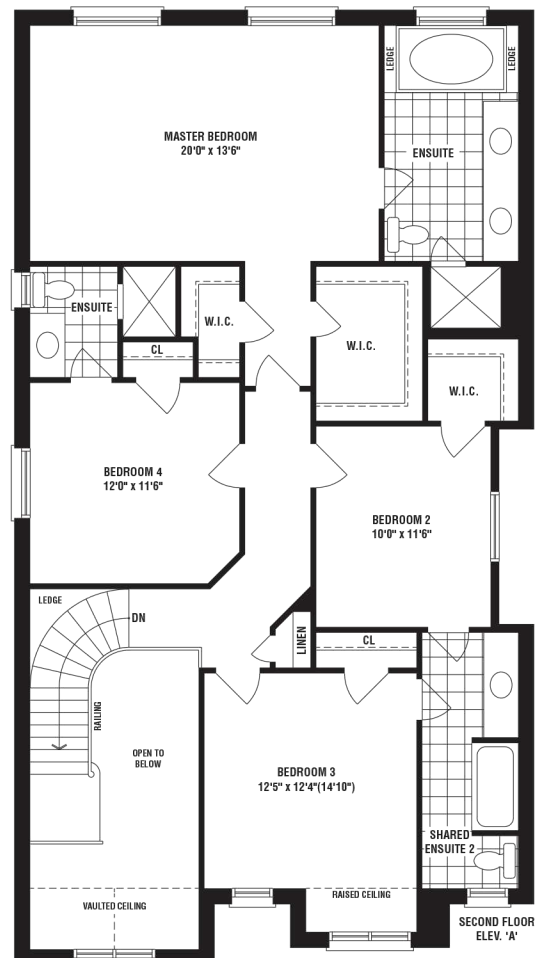 LEDGE
LEDGE
MASTER BEDROOM
20'0" x 13'6"
ENSUITE
ENSUITE
W.I.C.
W.I.C.
CL
W.I.C.
BEDROOM 4
12'0" x 11'6"
BEDROOM 2
10'0" x 11'6"
LEDGE
DN
LINEN
CL
RAILING
OPEN TO
BELOW
BEDROOM 3
12'5" x 12'4"(14'10")
SHARED
ENSUITE 2
VAULTED CEILING
RAISED CEILING
SECOND FLOOR
ELEV. 'A'